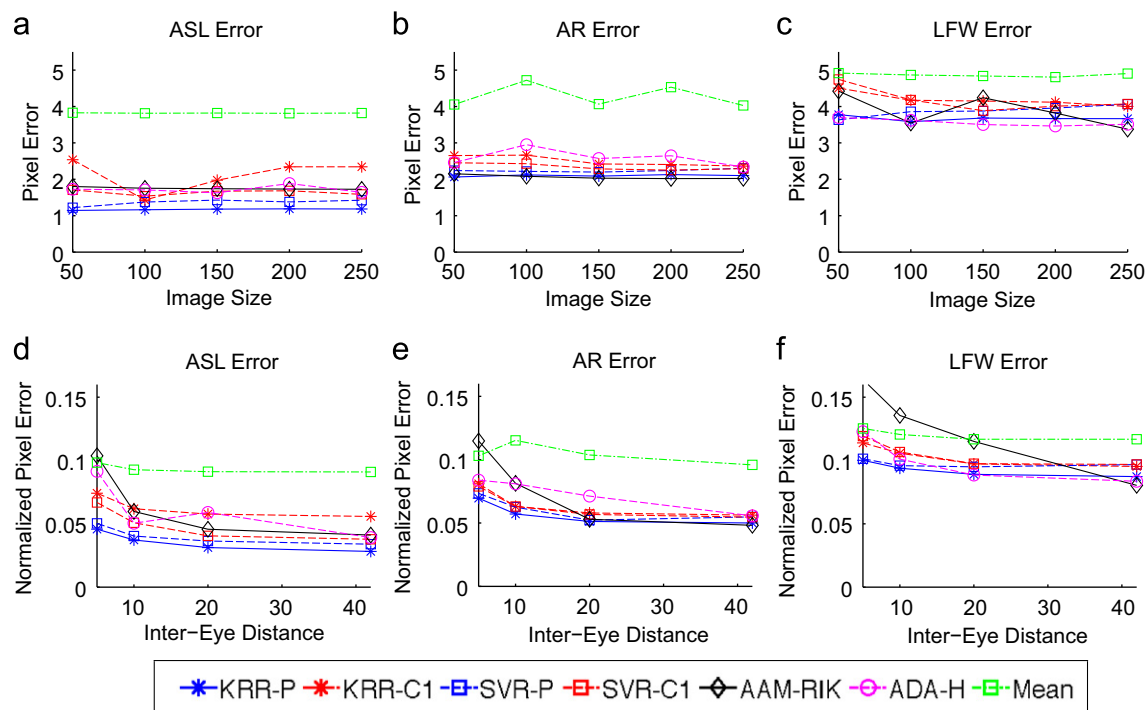 a
ASL Error
5
4
3
2
1
0
Pixel Error
50 100 150 200 250
Image Size
b
AR Error
5
4
3
2
1
0
Pixel Error
50 100 150 200 250
Image Size
c
LFW Error
5
4
3
2
1
0
Pixel Error
50 100 150 200 250
Image Size
d
ASL Error
0.15
0.1
0.05
0
Normalized Pixel Error
10 20 30 40
Inter-Eye Distance
e
AR Error
0.15
0.1
0.05
0
Normalized Pixel Error
10 20 30 40
Inter-Eye Distance
f
LFW Error
0.15
0.1
0.05
0
Normalized Pixel Error
10 20 30 40
Inter-Eye Distance
KRR-P KRR-C1 SVR-P SVR-C1 AAM-RIK ADA-H Mean